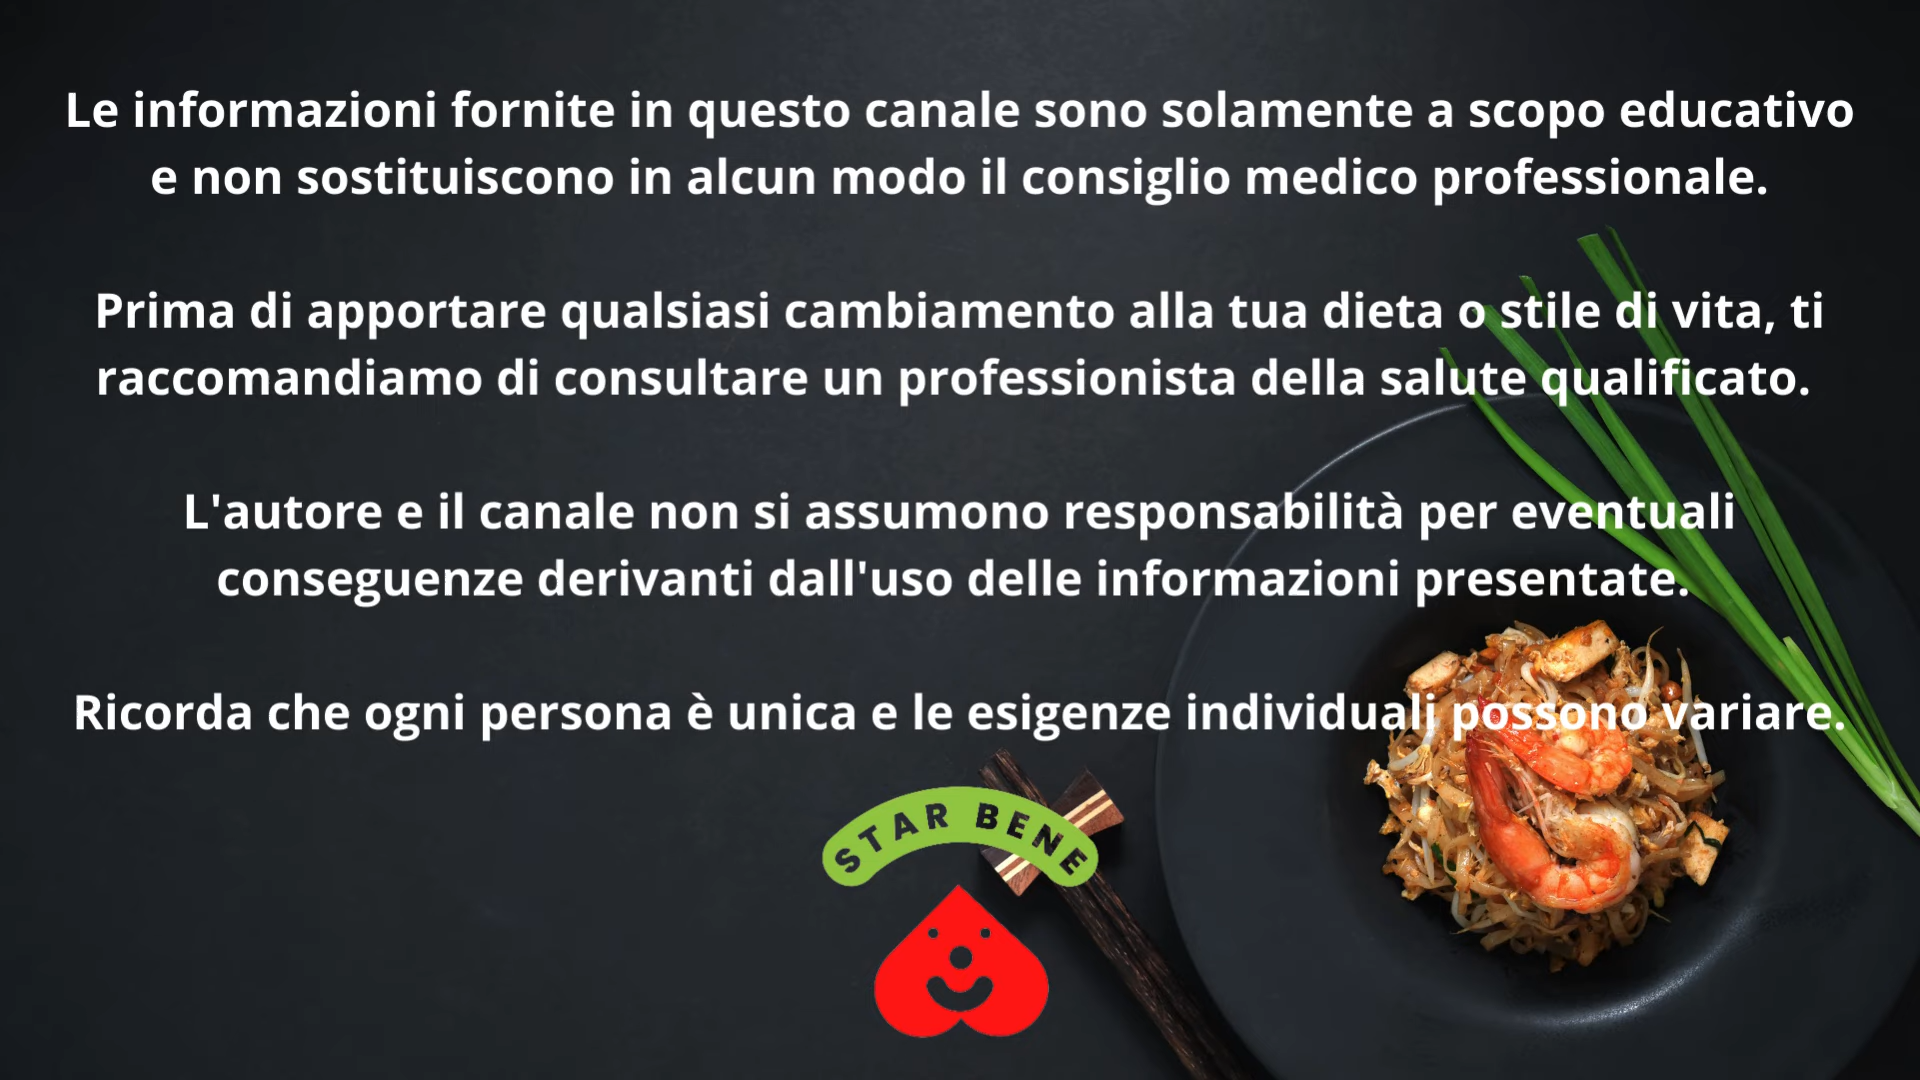 Le informazioni fornite in questo canale sono solamente a scopo educativo
e non sostituiscono in alcun modo il consiglio medico professionale.
Prima di apportare qualsiasi cambiamento alla tua dieta o stile di vita, ti
raccomandiamo di consultare un professionista della salute qualificato.
L'autore e il canale non si assumono responsabilità per eventuali
conseguenze derivanti dall'uso delle informazioni presentate.
Ricorda che ogni persona è unica e le esigenze individuali possono variare.
STAR BENE